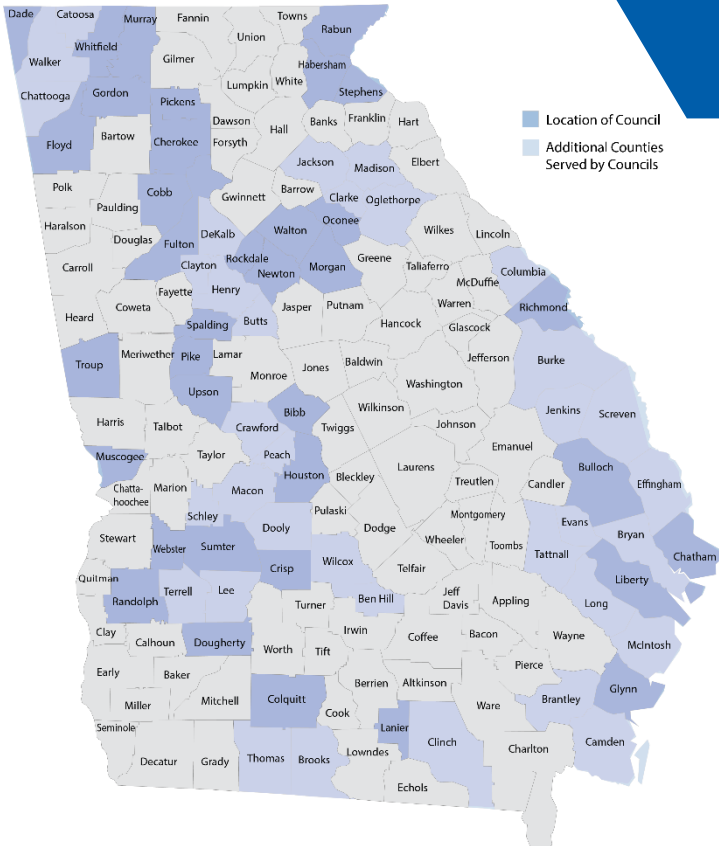 Dade
Catoosa
Murray
Fannin
Towns
Union
Rabun
Whitfield
Walker
Gilmer
Habersham
White
Lumpkin
Stephens
Chattooga
Gordon
Pickens
Dawson
Banks
Franklin
Hart
Hall
Floyd
Bartow
Cherokee
Forsyth
Location of Council
Additional Counties
Served by Councils
Jackson
Madison
Elbert
Polk
Cobb
Gwinnett
Barrow
Clarke
Oglethorpe
Paulding
Haralson
Oconee
Walton
Wilkes
Lincoln
DeKalb
Douglas
Fulton
Carroll
Clayton
Rockdale
Newton
Morgan
Greene
Taliaferro
Columbia
McDuffie
Fayette
Henry
Heard
Coweta
Jasper
Putnam
Warren
Richmond
Spalding
Butts
Hancock
Glascock
Troup
Meriwether
Pike
Lamar
Monroe
Jones
Baldwin
Jefferson
Burke
Washington
Upson
Harris
Talbot
Bibb
Crawford
Twiggs
Wilkinson
Johnson
Jenkins
Screven
Muscogee
Taylor
Peach
Houston
Bleckley
Laurens
Emanuel
Treutlen
Candler
Bulloch
Effingham
Chatta-
hoochee
Marion
Macon
Schley
Dooly
Pulaski
Dodge
Montgomery
Wheeler
Toombs
Evans
Tattnall
Bryan
Chatham
Stewart
Webster
Sumter
Crisp
Wilcox
Telfair
Liberty
Long
Quitman
Randolph
Terrell
Lee
Turner
Ben Hill
Jeff
Davis
Appling
Clay
Calhoun
Dougherty
Worth
Tift
Irwin
Coffee
Bacon
Wayne
McIntosh
Early
Baker
Miller
Mitchell
Colquitt
Berrien
Altkinson
Pierce
Ware
Brantley
Glynn
Cook
Lanier
Seminole
Decatur
Grady
Thomas
Brooks
Lowndes
Clinch
Charlton
Camden
Echols